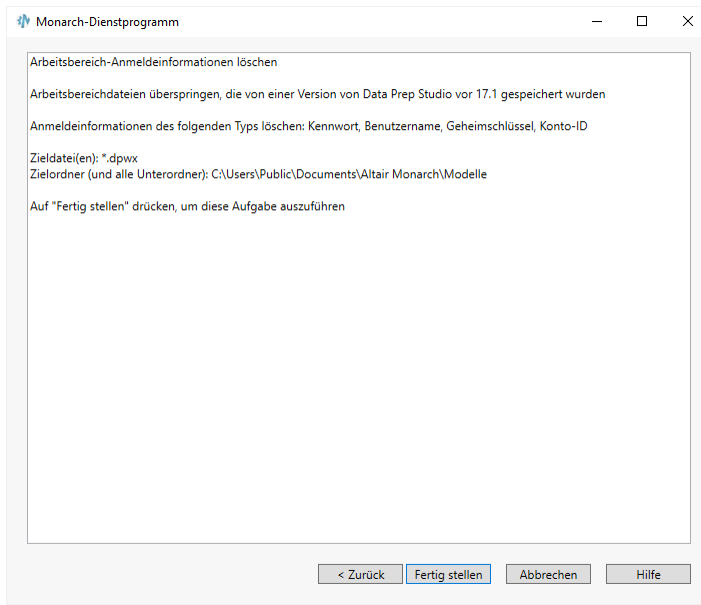 Monarch-Dienstprogramm
Arbeitsbereich-Anmeldeinformationen löschen
Arbeitsbereichdateien überspringen, die von einer Version von Data Prep Studio vor 17.1 gespeichert wurden
Anmeldeinformationen des folgenden Typs löschen: Kennwort, Benutzername, Geheimschlüssel, Konto-ID
Zieldatei(en): *.dpwx
Zielordner (und alle Unterordner): C:\Users\Public\Documents\Altair Monarch\Modelle
Auf "Fertig stellen" drücken, um diese Aufgabe auszuführen
< Zurück
Fertig stellen
Abbrechen
Hilfe